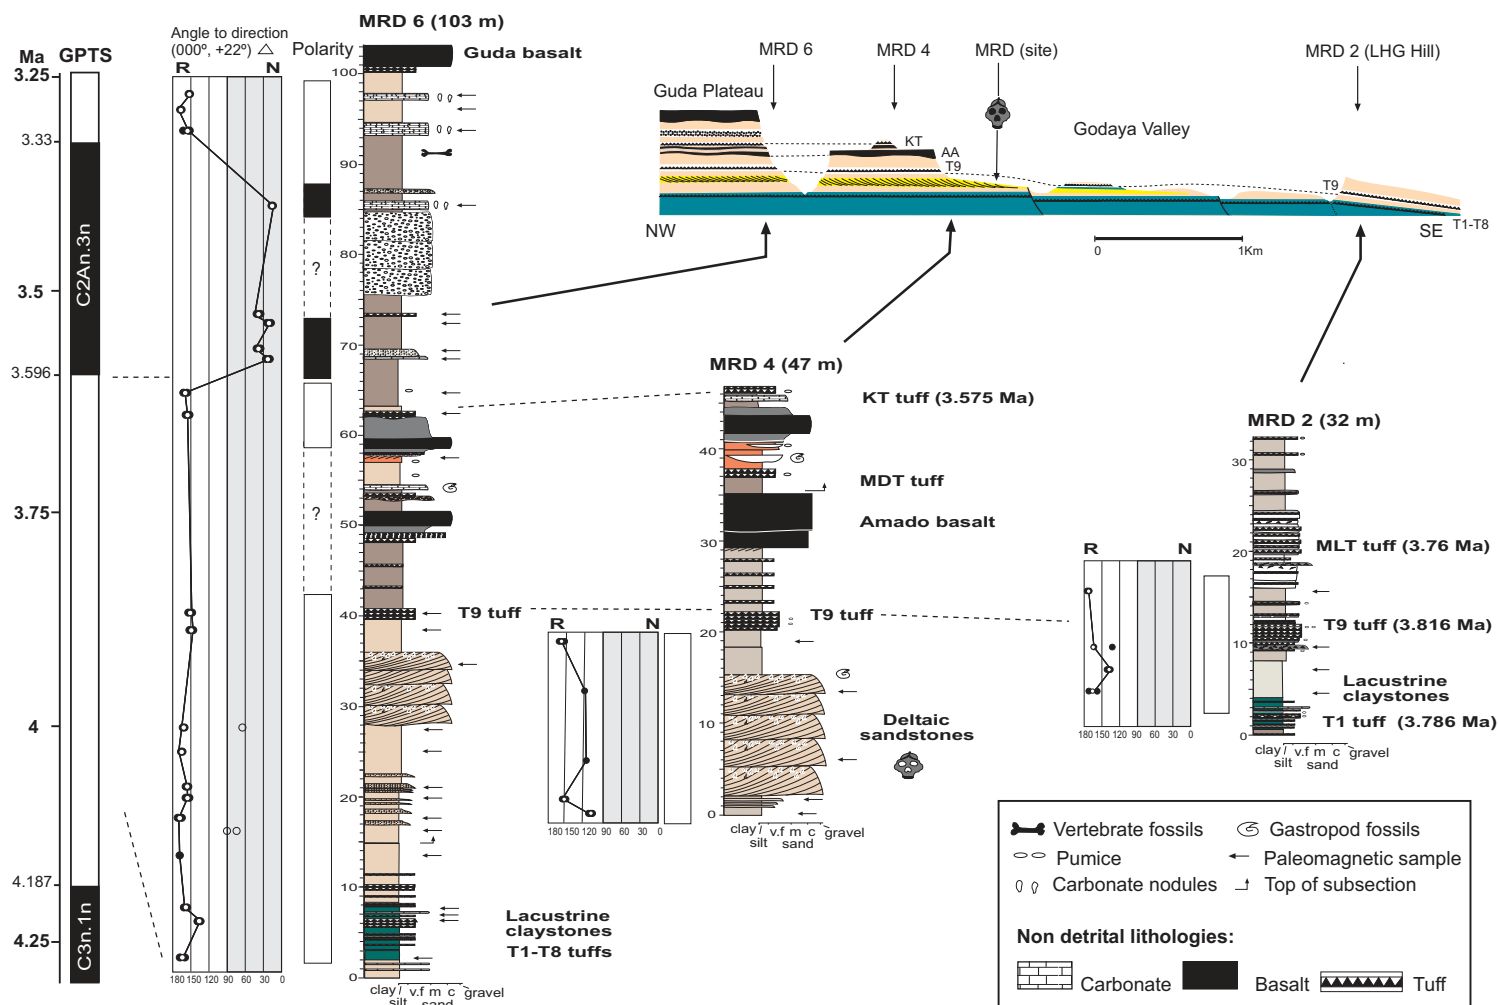 MRD 6 (103 m)
Angle to direction
(000º, +22º) △
Polarity
Ma GPTS
R N
Guda basalt
3.25
3.33
3.5
3.596
3.75
4
4.187
4.25
C2An.3n
C3n.1n
180 150 120 90 60 30 0
?
?
100
90
80
70
60
50
40
30
20
10
0
T9 tuff
Lacustrine
claystones
T1-T8 tuffs
clay / v.f m c gravel
silt sand
MRD 6
MRD 4
MRD (site)
MRD 2 (LHG Hill)
Guda Plateau
Godaya Valley
KT
AA
T9
T9
T1-T8
NW
SE
0 1Km
MRD 4 (47 m)
KT tuff (3.575 Ma)
MDT tuff
Amado basalt
T9 tuff
Deltaic
sandstones
40
30
20
10
0
clay / v.f m c gravel
silt sand
R N
180 150 120 90 60 30 0
MRD 2 (32 m)
MLT tuff (3.76 Ma)
T9 tuff (3.816 Ma)
Lacustrine
claystones
T1 tuff (3.786 Ma)
30
20
10
0
clay / v.f m c gravel
silt sand
R N
180 150 120 90 60 30 0
Vertebrate fossils
Gastropod fossils
Pumice
Paleomagnetic sample
Carbonate nodules
Top of subsection
Non detrital lithologies:
Carbonate
Basalt
Tuff